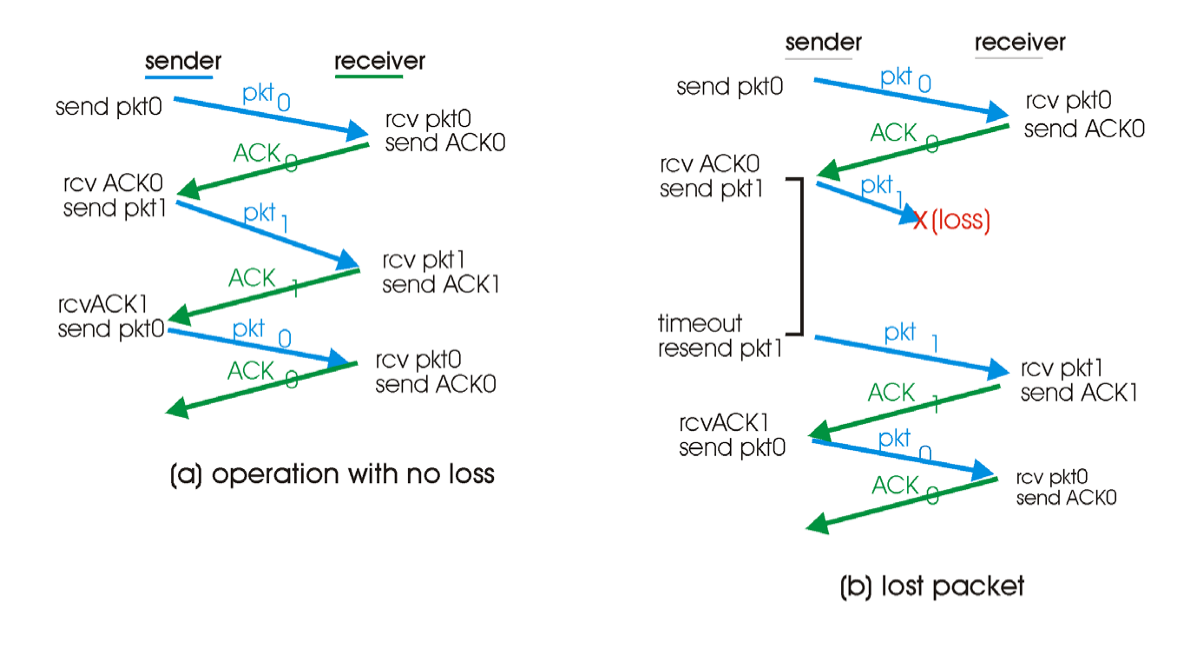 sender receiver
send pkt0
pkt 0
rcv pkt0
send ACK0
ACK 0
rcv ACK0
send pkt1
pkt 1
rcv pkt1
send ACK1
ACK 1
rcvACK1
send pkt0
pkt 0
rcv pkt0
send ACK0
ACK 0
(a) operation with no loss
sender receiver
send pkt0
pkt 0
rcv pkt0
send ACK0
ACK 0
rcv ACK0
send pkt1
pkt 1
X (loss)
timeout
resend pkt1
pkt 1
rcv pkt1
send ACK1
ACK 1
rcvACK1
send pkt0
pkt 0
rcv pkt0
send ACK0
ACK 0
(b) lost packet